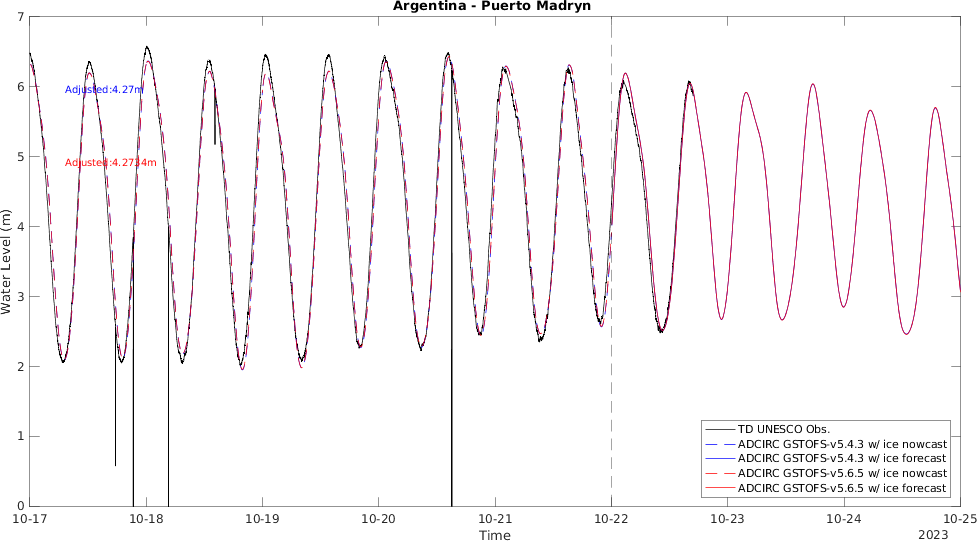 Argentina - Puerto Madryn
7
6
5
4
3
2
1
0
Water Level (m)
Adjusted:4.27m
Adjusted:4.2734m
TD UNESCO Obs.
ADCIRC GSTOFS-v5.4.3 w/ ice nowcast
ADCIRC GSTOFS-v5.4.3 w/ ice forecast
ADCIRC GSTOFS-v5.6.5 w/ ice nowcast
ADCIRC GSTOFS-v5.6.5 w/ ice forecast
10-17 10-18 10-19 10-20 10-21 10-22 10-23 10-24 10-25
Time
2023